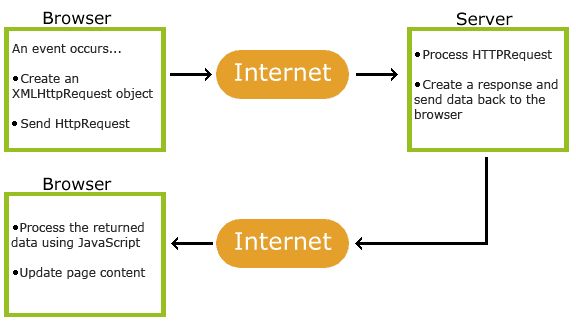 Browser
An event occurs...
•Create an
XMLHttpRequest object
•Send HttpRequest
Internet
Server
•Process HTTPRequest
•Create a response and
send data back to the
browser
Browser
•Process the returned
data using JavaScript
•Update page content
Internet